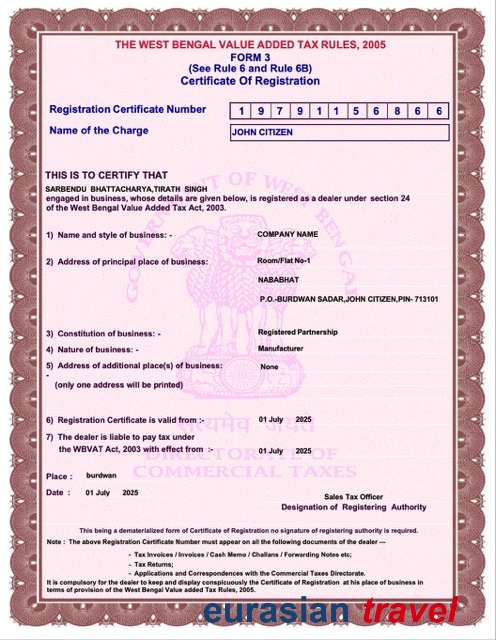 THE WEST BENGAL VALUE ADDED TAX RULES, 2005
FORM 3
(See Rule 6 and Rule 6B)
Certificate Of Registration
Registration Certificate Number 1 9 7 9 1 1 5 6 8 6 6
Name of the Charge JOHN CITIZEN
THIS IS TO CERTIFY THAT
SARBENDU BHATTACHARYA,TIRATH SINGH
engaged in business, whose details are given below, is registered as a dealer under section 24
of the West Bengal Value Added Tax Act, 2003.
GOVERNMENT OF WEST BENGAL
1) Name and style of business: - COMPANY NAME
2) Address of principal place of business: Room/Flat No-1
NABABHAT
P.O.-BURDWAN SADAR,JOHN CITIZEN,PIN- 713101
3) Constitution of business: - Registered Partnership
4) Nature of business: - Manufacturer
5) Address of additional place(s) of business: None
-
(only one address will be printed)
6) Registration Certificate is valid from :- 01 July 2025
सत्यमेव जयते
7) The dealer is liable to pay tax under
the WBVAT Act, 2003 with effect from :- 01 July 2025
DIRECTORATE OF
COMMERCIAL TAXES
Place : burdwan
Date : 01 July 2025
Sales Tax Officer
Designation of Registering Authority
This being a dematerialized form of Certificate of Registration no signature of registering authority is required.
Note : The above Registration Certificate Number must appear on all the following documents of the dealer ---
- Tax Invoices / Invoices / Cash Memo / Challans / Forwarding Notes etc;
- Tax Returns;
- Applications and Correspondences with the Commercial Taxes Directorate.
It is compulsory for the dealer to keep and display conspicuously the Certificate of Registration at his place of business in
terms of provision of the West Bengal Value added Tax Rules, 2005.
eurasian travel